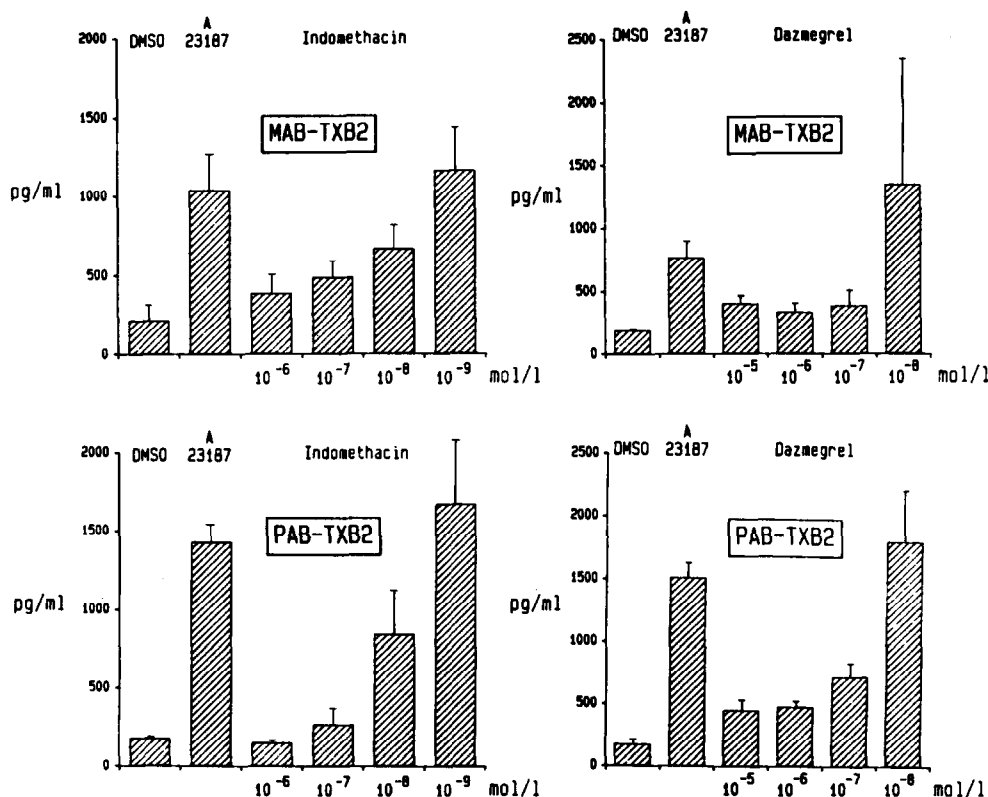 A
DMSO 23187 Indomethacin
2000
1500
1000
500
0
pg/ml
MAB-TXB2
10⁻⁶ 10⁻⁷ 10⁻⁸ 10⁻⁹ mol/l
A
DMSO 23187 Dazmegrel
2500
2000
1500
1000
500
0
pg/ml
MAB-TXB2
10⁻⁵ 10⁻⁶ 10⁻⁷ 10⁻⁸ mol/l
A
DMSO 23187 Indomethacin
2000
1500
1000
500
0
pg/ml
PAB-TXB2
10⁻⁶ 10⁻⁷ 10⁻⁸ 10⁻⁹ mol/l
A
DMSO 23187 Dazmegrel
2500
2000
1500
1000
500
0
pg/ml
PAB-TXB2
10⁻⁵ 10⁻⁶ 10⁻⁷ 10⁻⁸ mol/l